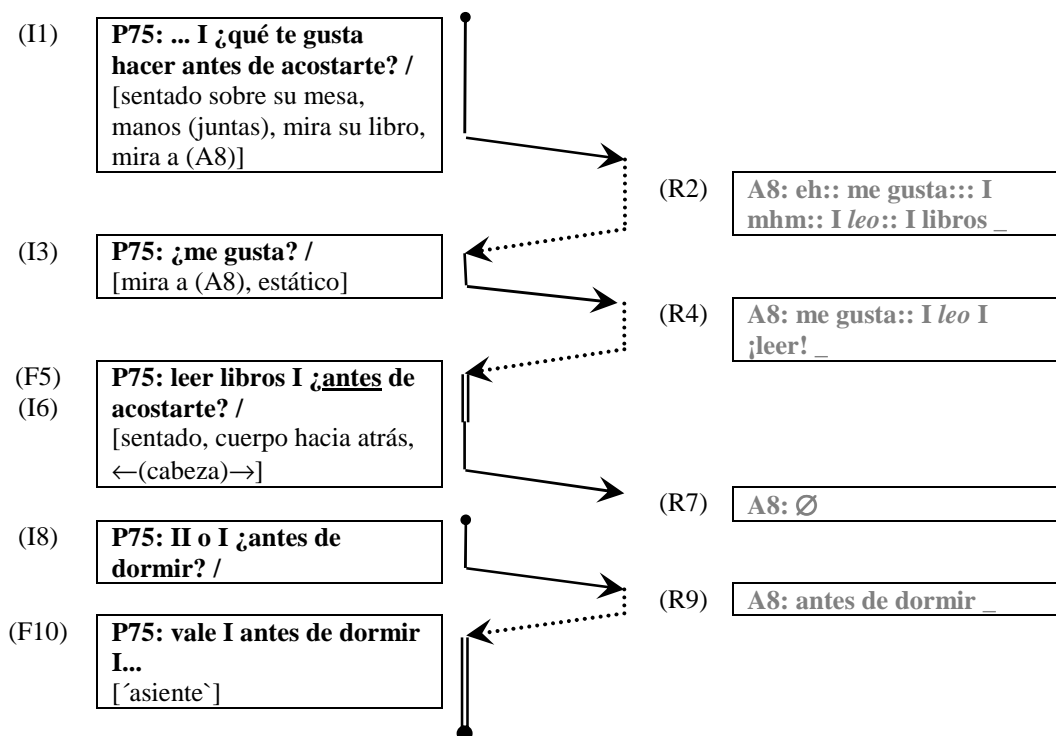 (I1)
P75: ... I ¿qué te gusta
hacer antes de acostarte? /
[sentado sobre su mesa,
manos (juntas), mira su libro,
mira a (A8)]
(R2)
A8: eh:: me gusta::: I
mhm:: I leo:: I libros _
(I3)
P75: ¿me gusta? /
[mira a (A8), estático]
(R4)
A8: me gusta:: I leo I
¡leer! _
(F5)
(I6)
P75: leer libros I ¿antes de
acostarte? /
[sentado, cuerpo hacia atrás,
←(cabeza)→]
(R7)
A8: ∅
(I8)
P75: II o I ¿antes de
dormir? /
(R9)
A8: antes de dormir _
(F10)
P75: vale I antes de dormir
I...
[´asiente`]